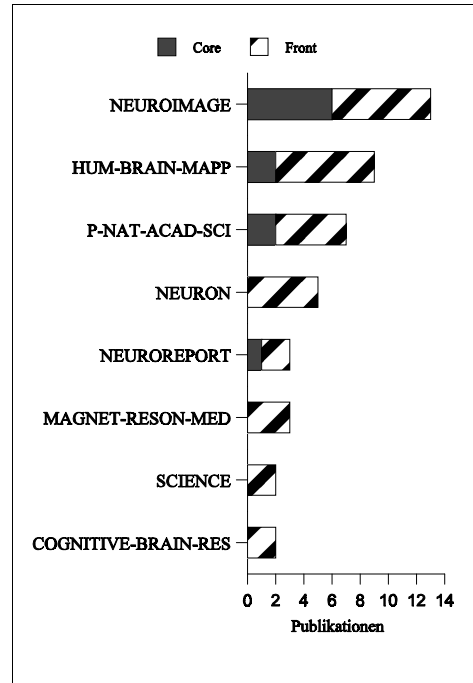 Core Front
NEUROIMAGE
HUM-BRAIN-MAPP
P-NAT-ACAD-SCI
NEURON
NEUROREPORT
MAGNET-RESON-MED
SCIENCE
COGNITIVE-BRAIN-RES
0 2 4 6 8 10 12 14
Publikationen